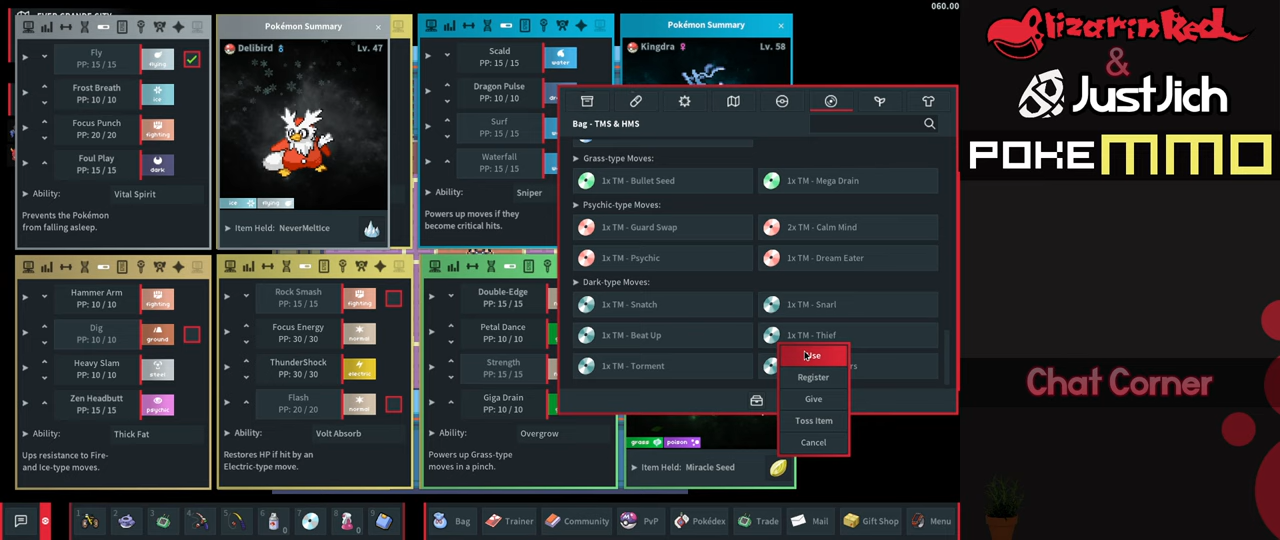 060.00
Fly
PP: 15/15
flying
Frost Breath
PP: 10/10
ice
Focus Punch
PP: 20/20
fighting
Foul Play
PP: 15/15
dark
Ability: Vital Spirit
Prevents the Pokémon
from falling asleep.
Pokémon Summary
Delibird
Lv. 47
ice
flying
Item Held: NeverMeltIce
Scald
PP: 15/15
water
Dragon Pulse
PP: 10/10
Surf
PP: 15/15
Waterfall
PP: 15/15
Ability: Sniper
Powers up moves if they
become critical hits.
Pokémon Summary
Kingdra
Lv. 58
Bag - TMS & HMS
Grass-type Moves:
1x TM - Bullet Seed
1x TM - Mega Drain
Psychic-type Moves:
1x TM - Guard Swap
2x TM - Calm Mind
1x TM - Psychic
1x TM - Dream Eater
Dark-type Moves:
1x TM - Snatch
1x TM - Snarl
1x TM - Beat Up
1x TM - Thief
1x TM - Torment
Use
Register
Give
Toss Item
Cancel
Hammer Arm
PP: 10/10
fighting
Dig
PP: 10/10
ground
Heavy Slam
PP: 10/10
steel
Zen Headbutt
PP: 15/15
psychic
Ability: Thick Fat
Ups resistance to Fire-
and Ice-type moves.
Rock Smash
PP: 15/15
fighting
Focus Energy
PP: 30/30
normal
ThunderShock
PP: 30/30
electric
Flash
PP: 20/20
normal
Ability: Volt Absorb
Restores HP if hit by an
Electric-type move.
Double-Edge
PP: 15/15
Petal Dance
PP: 10/10
Strength
PP: 15/15
Giga Drain
PP: 10/10
Ability: Overgrow
Powers up Grass-type
moves in a pinch.
grass
poison
Item Held: Miracle Seed
1 2 3 4 5 6 0 7 8 0 9
Bag
Trainer
Community
PvP
Pokédex
Trade
Mail
Gift Shop
Menu
BlizarinRed
&
JustJich
POKEMMO
Chat Corner